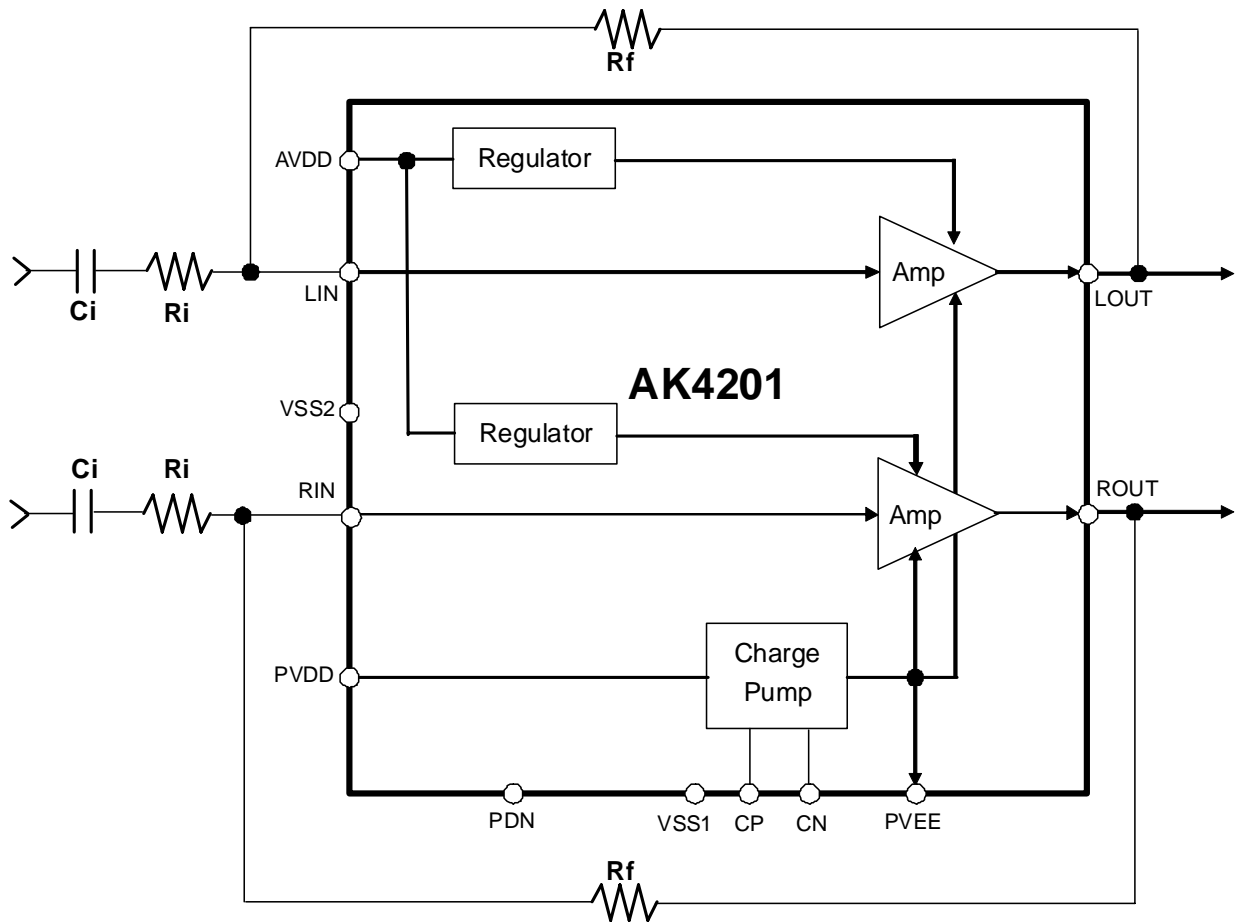 Rf
AVDD
Regulator
Amp
Ci
Ri
LIN
LOUT
AK4201
VSS2
Regulator
Ci
Ri
RIN
Amp
ROUT
PVDD
Charge
Pump
PDN
VSS1
CP
CN
PVEE
Rf